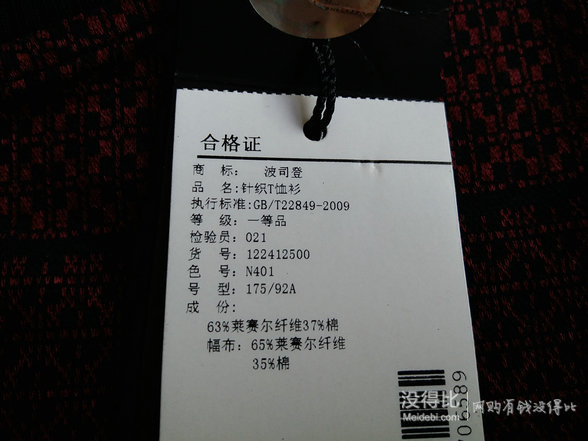 合格证
商 标： 波司登
品 名：针织T恤衫
执行标准：GB/T22849-2009
等 级：一等品
检验员：021
货 号：122412500
色 号：N401
号 型：175/92A
成 份：
63%莱赛尔纤维37%棉
幅布：65%莱赛尔纤维
35%棉
没得比
Meidebi.com
网购有钱没得比